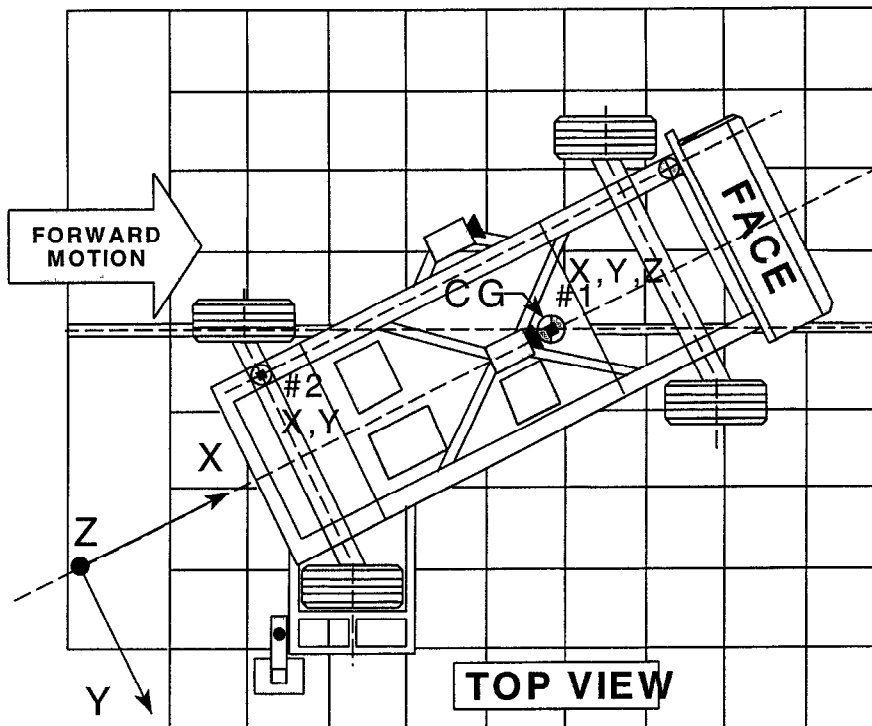 FACE
FORWARD
MOTION
X,Y,Z
CG
#1
#2
X,Y
X
Z
Y
TOP VIEW